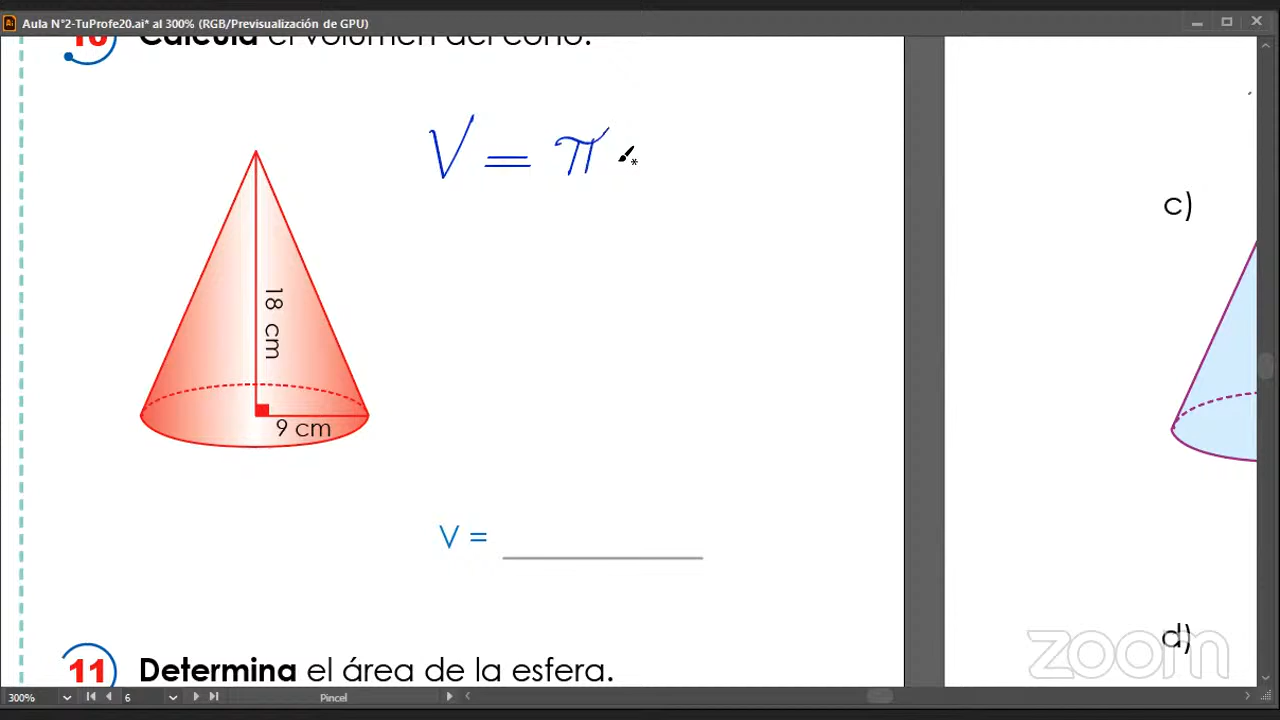 Aula N°2-TuProfe20.ai* al 300% (RGB/Previsualización de GPU)
10 Calcula el volumen del cono.
V = π
c)
18 cm
9 cm
V =
d)
zoom
11 Determina el área de la esfera.
300% 6 Pincel